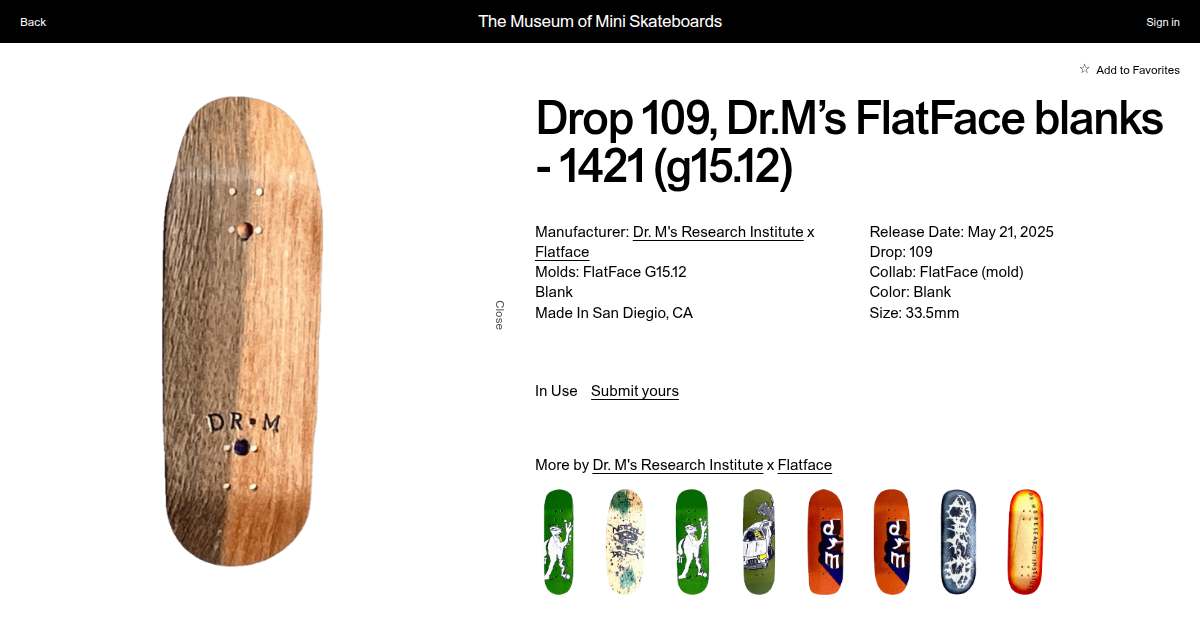 Back
The Museum of Mini Skateboards
Sign in
☆ Add to Favorites
Drop 109, Dr.M’s FlatFace blanks
- 1421 (g15.12)
Manufacturer: Dr. M's Research Institute x
Flatface
Molds: FlatFace G15.12
Blank
Made In San Diegio, CA
Release Date: May 21, 2025
Drop: 109
Collab: FlatFace (mold)
Color: Blank
Size: 33.5mm
Close
DR•M
In Use Submit yours
More by Dr. M's Research Institute x Flatface
drm
drm